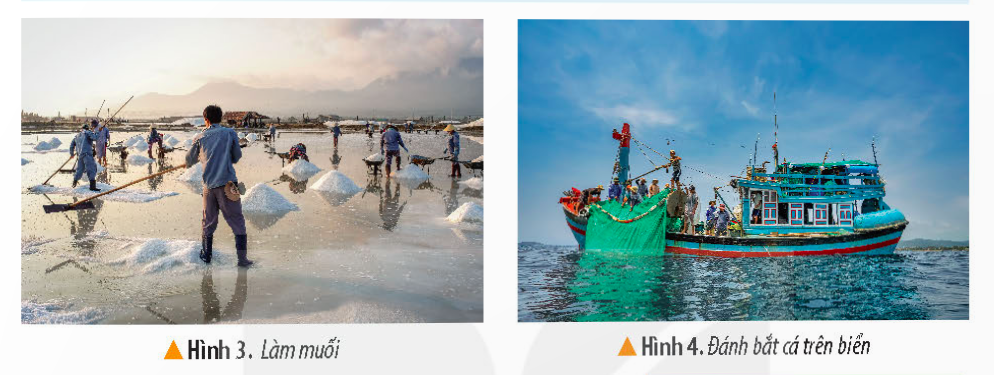 ▲ Hình 3. Làm muối
▲ Hình 4. Đánh bắt cá trên biển